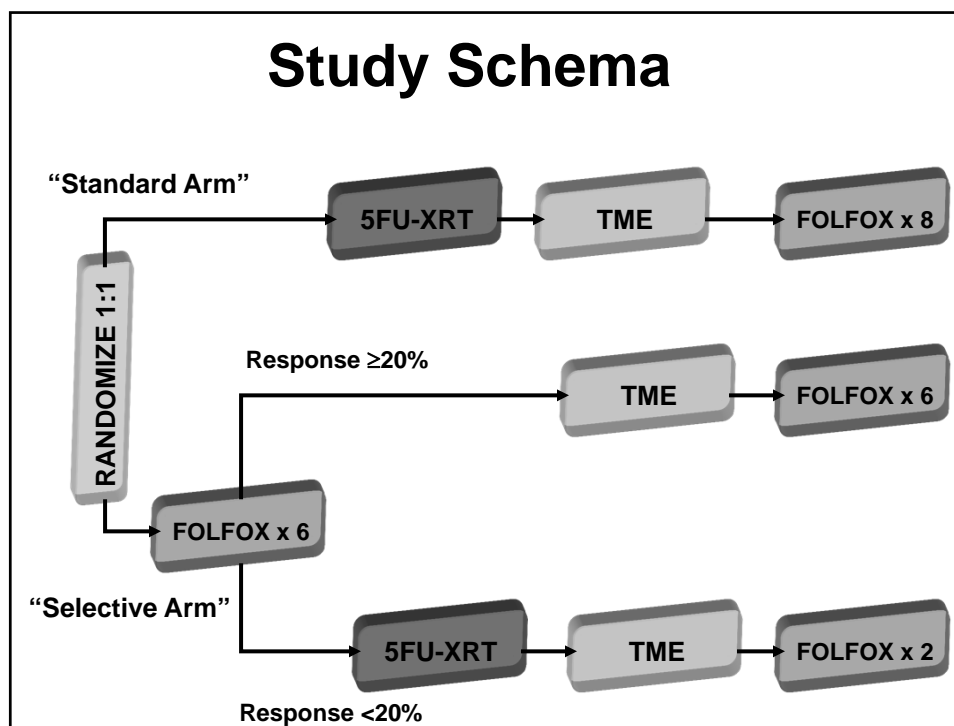 Study Schema
“Standard Arm”
5FU-XRT
TME
FOLFOX x 8
RANDOMIZE 1:1
Response ≥20%
TME
FOLFOX x 6
FOLFOX x 6
“Selective Arm”
5FU-XRT
TME
FOLFOX x 2
Response <20%